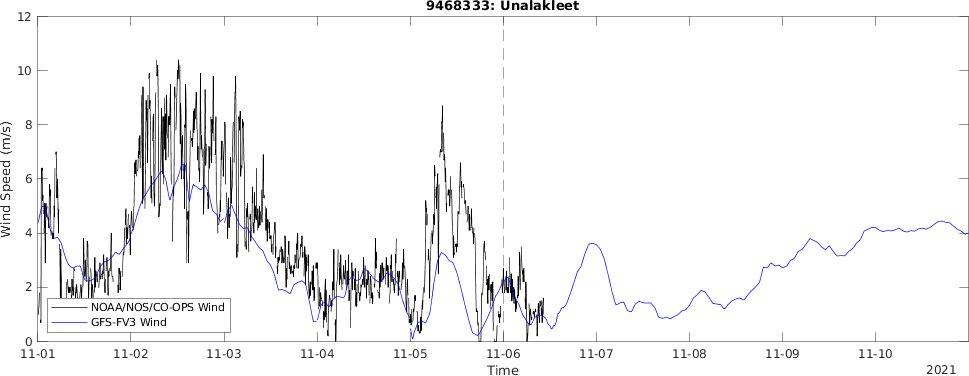 9468333: Unalakleet
12
10
8
6
4
2
0
Wind Speed (m/s)
NOAA/NOS/CO-OPS Wind
GFS-FV3 Wind
11-01 11-02 11-03 11-04 11-05 11-06 11-07 11-08 11-09 11-10
Time
2021